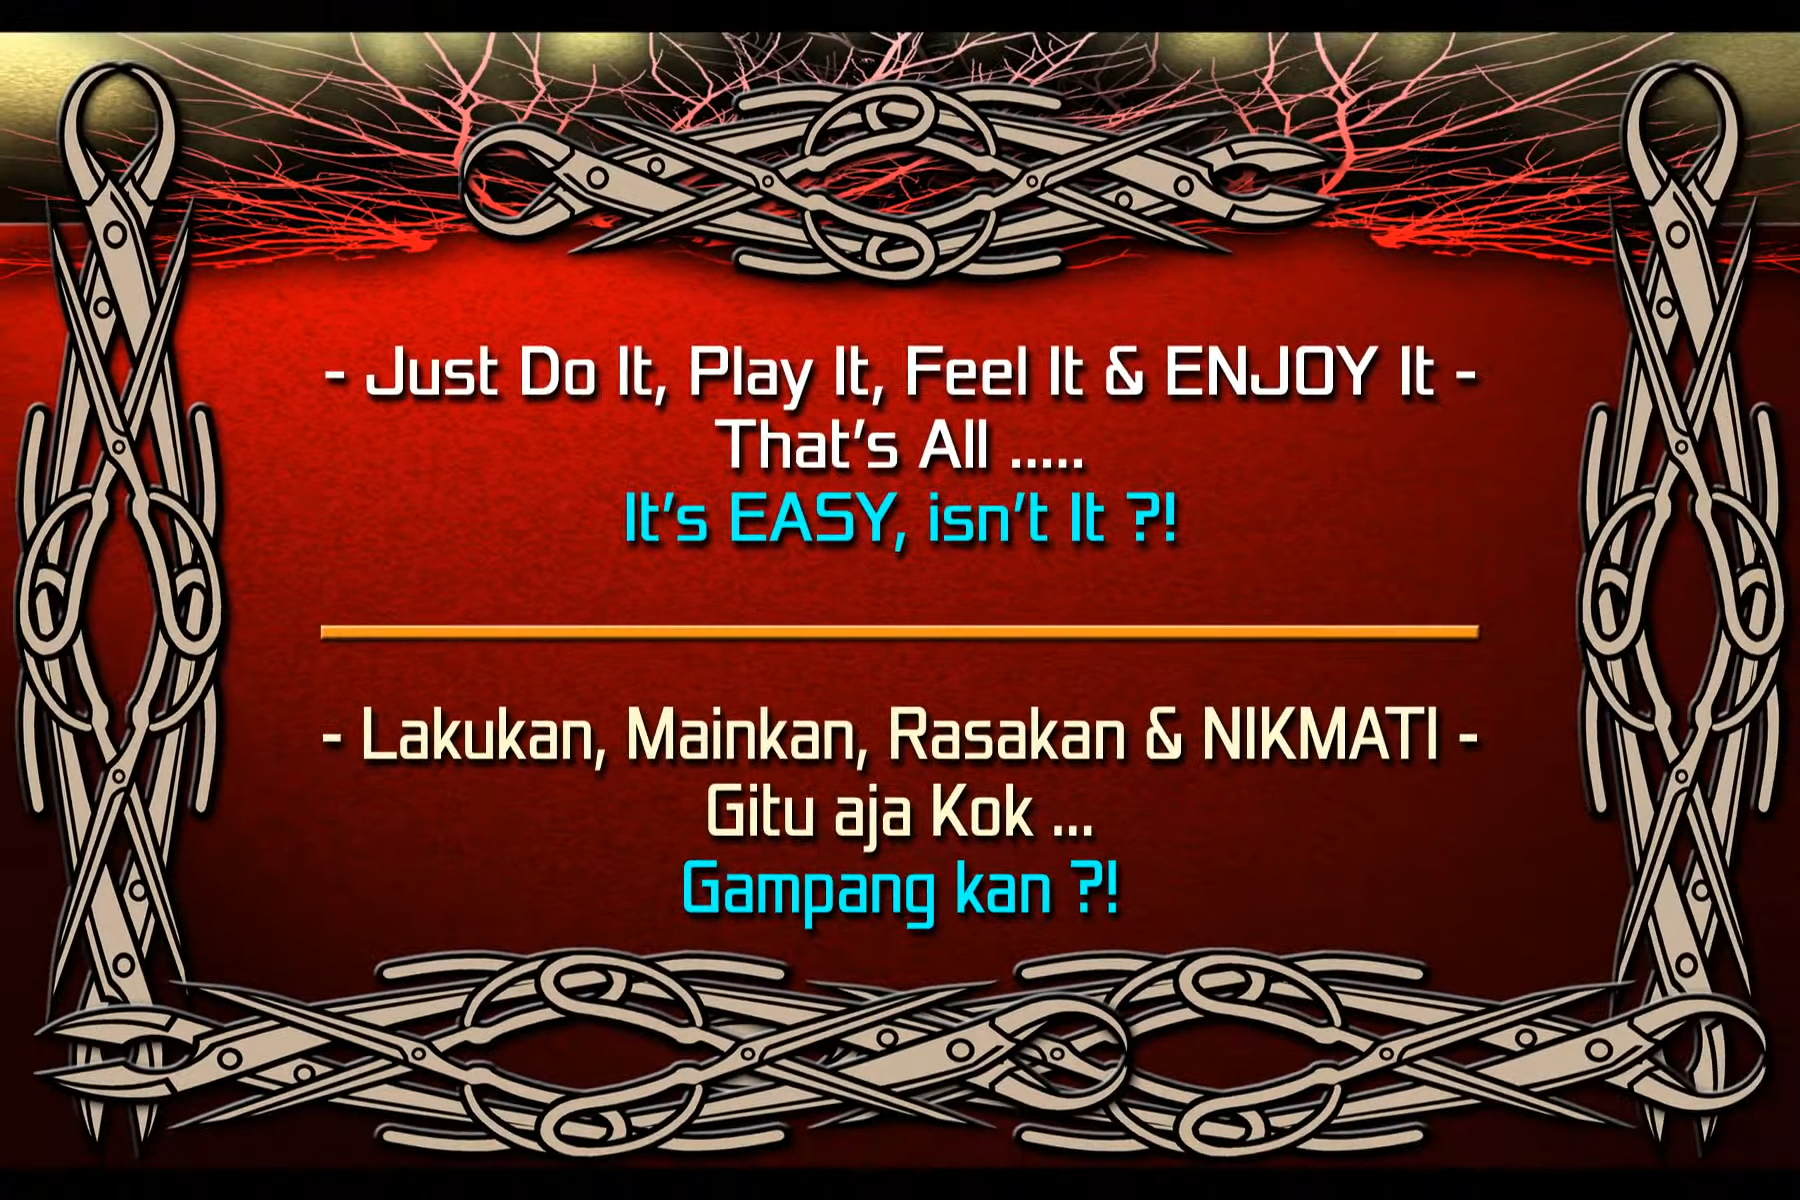 - Just Do It, Play It, Feel It & ENJOY It -
That's All .....
It's EASY, isn't It ?!
- Lakukan, Mainkan, Rasakan & NIKMATI -
Gitu aja Kok ...
Gampang kan ?!